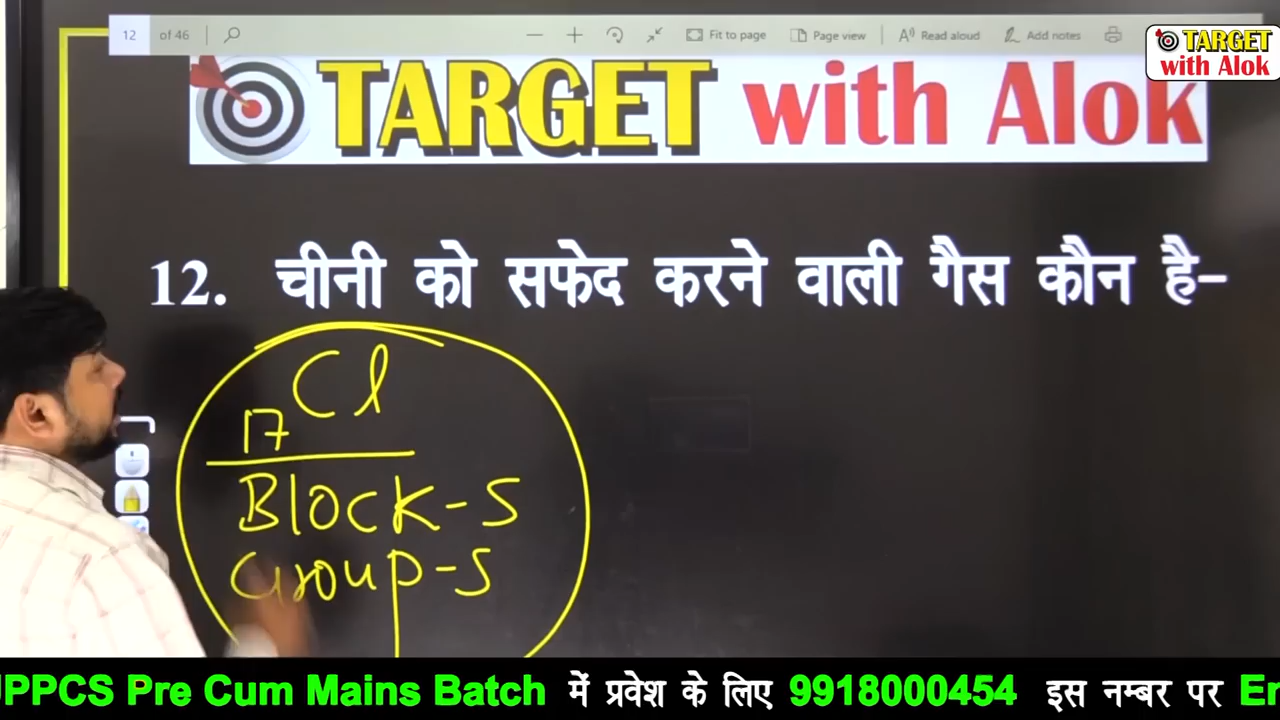 12 of 46 Fit to page Page view Read aloud Add notes
TARGET
with Alok
TARGET with Alok
12. चीनी को सफेद करने वाली गैस कौन है-
17 Cl
Block-S
Group-S
UPPCS Pre Cum Mains Batch में प्रवेश के लिए 9918000454 इस नम्बर पर